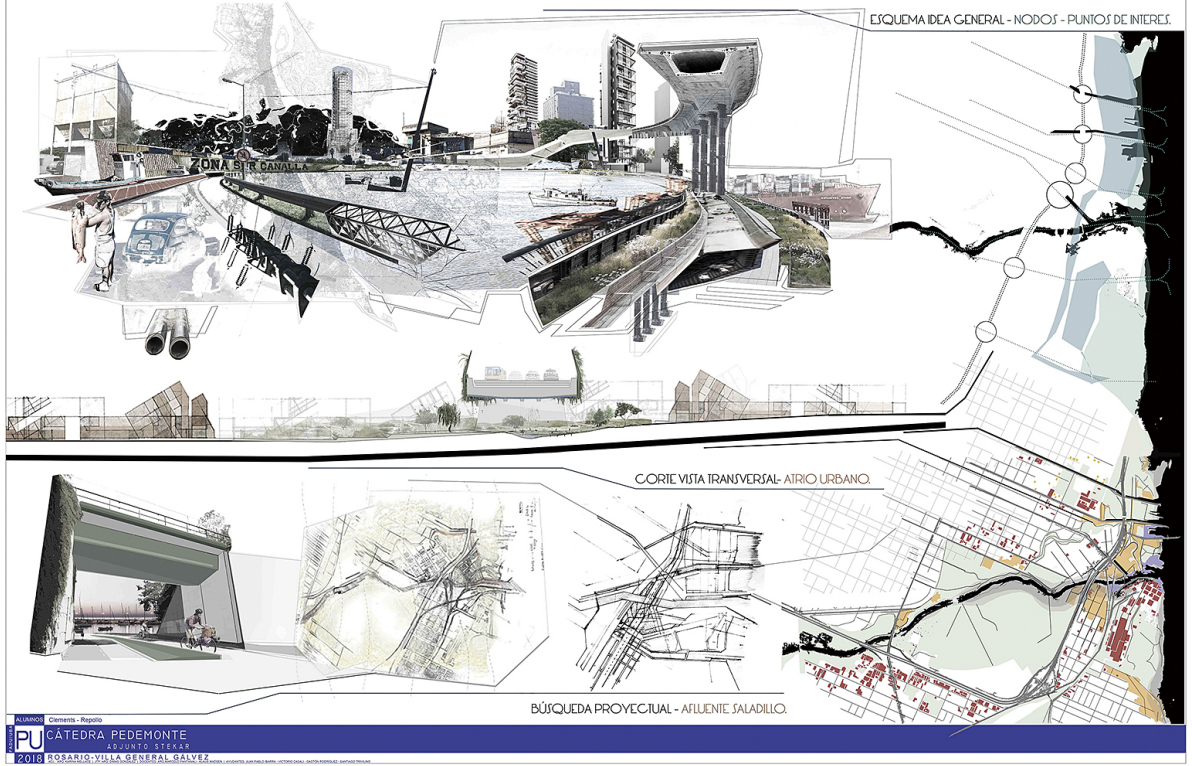 ESQUEMA IDEA GENERAL - NODOS - PUNTOS DE INTERES.
ZONA SUR CANALLA
CORTE VISTA TRANSVERSAL- ATRIO URBANO.
BÚSQUEDA PROYECTUAL - AFLUENTE SALADILLO.
ALUMNOS Clements - Repollo
PU CÁTEDRA PEDEMONTE
ADJUNTO STEKAR
2018 ROSARIO-VILLA GENERAL GÁLVEZ